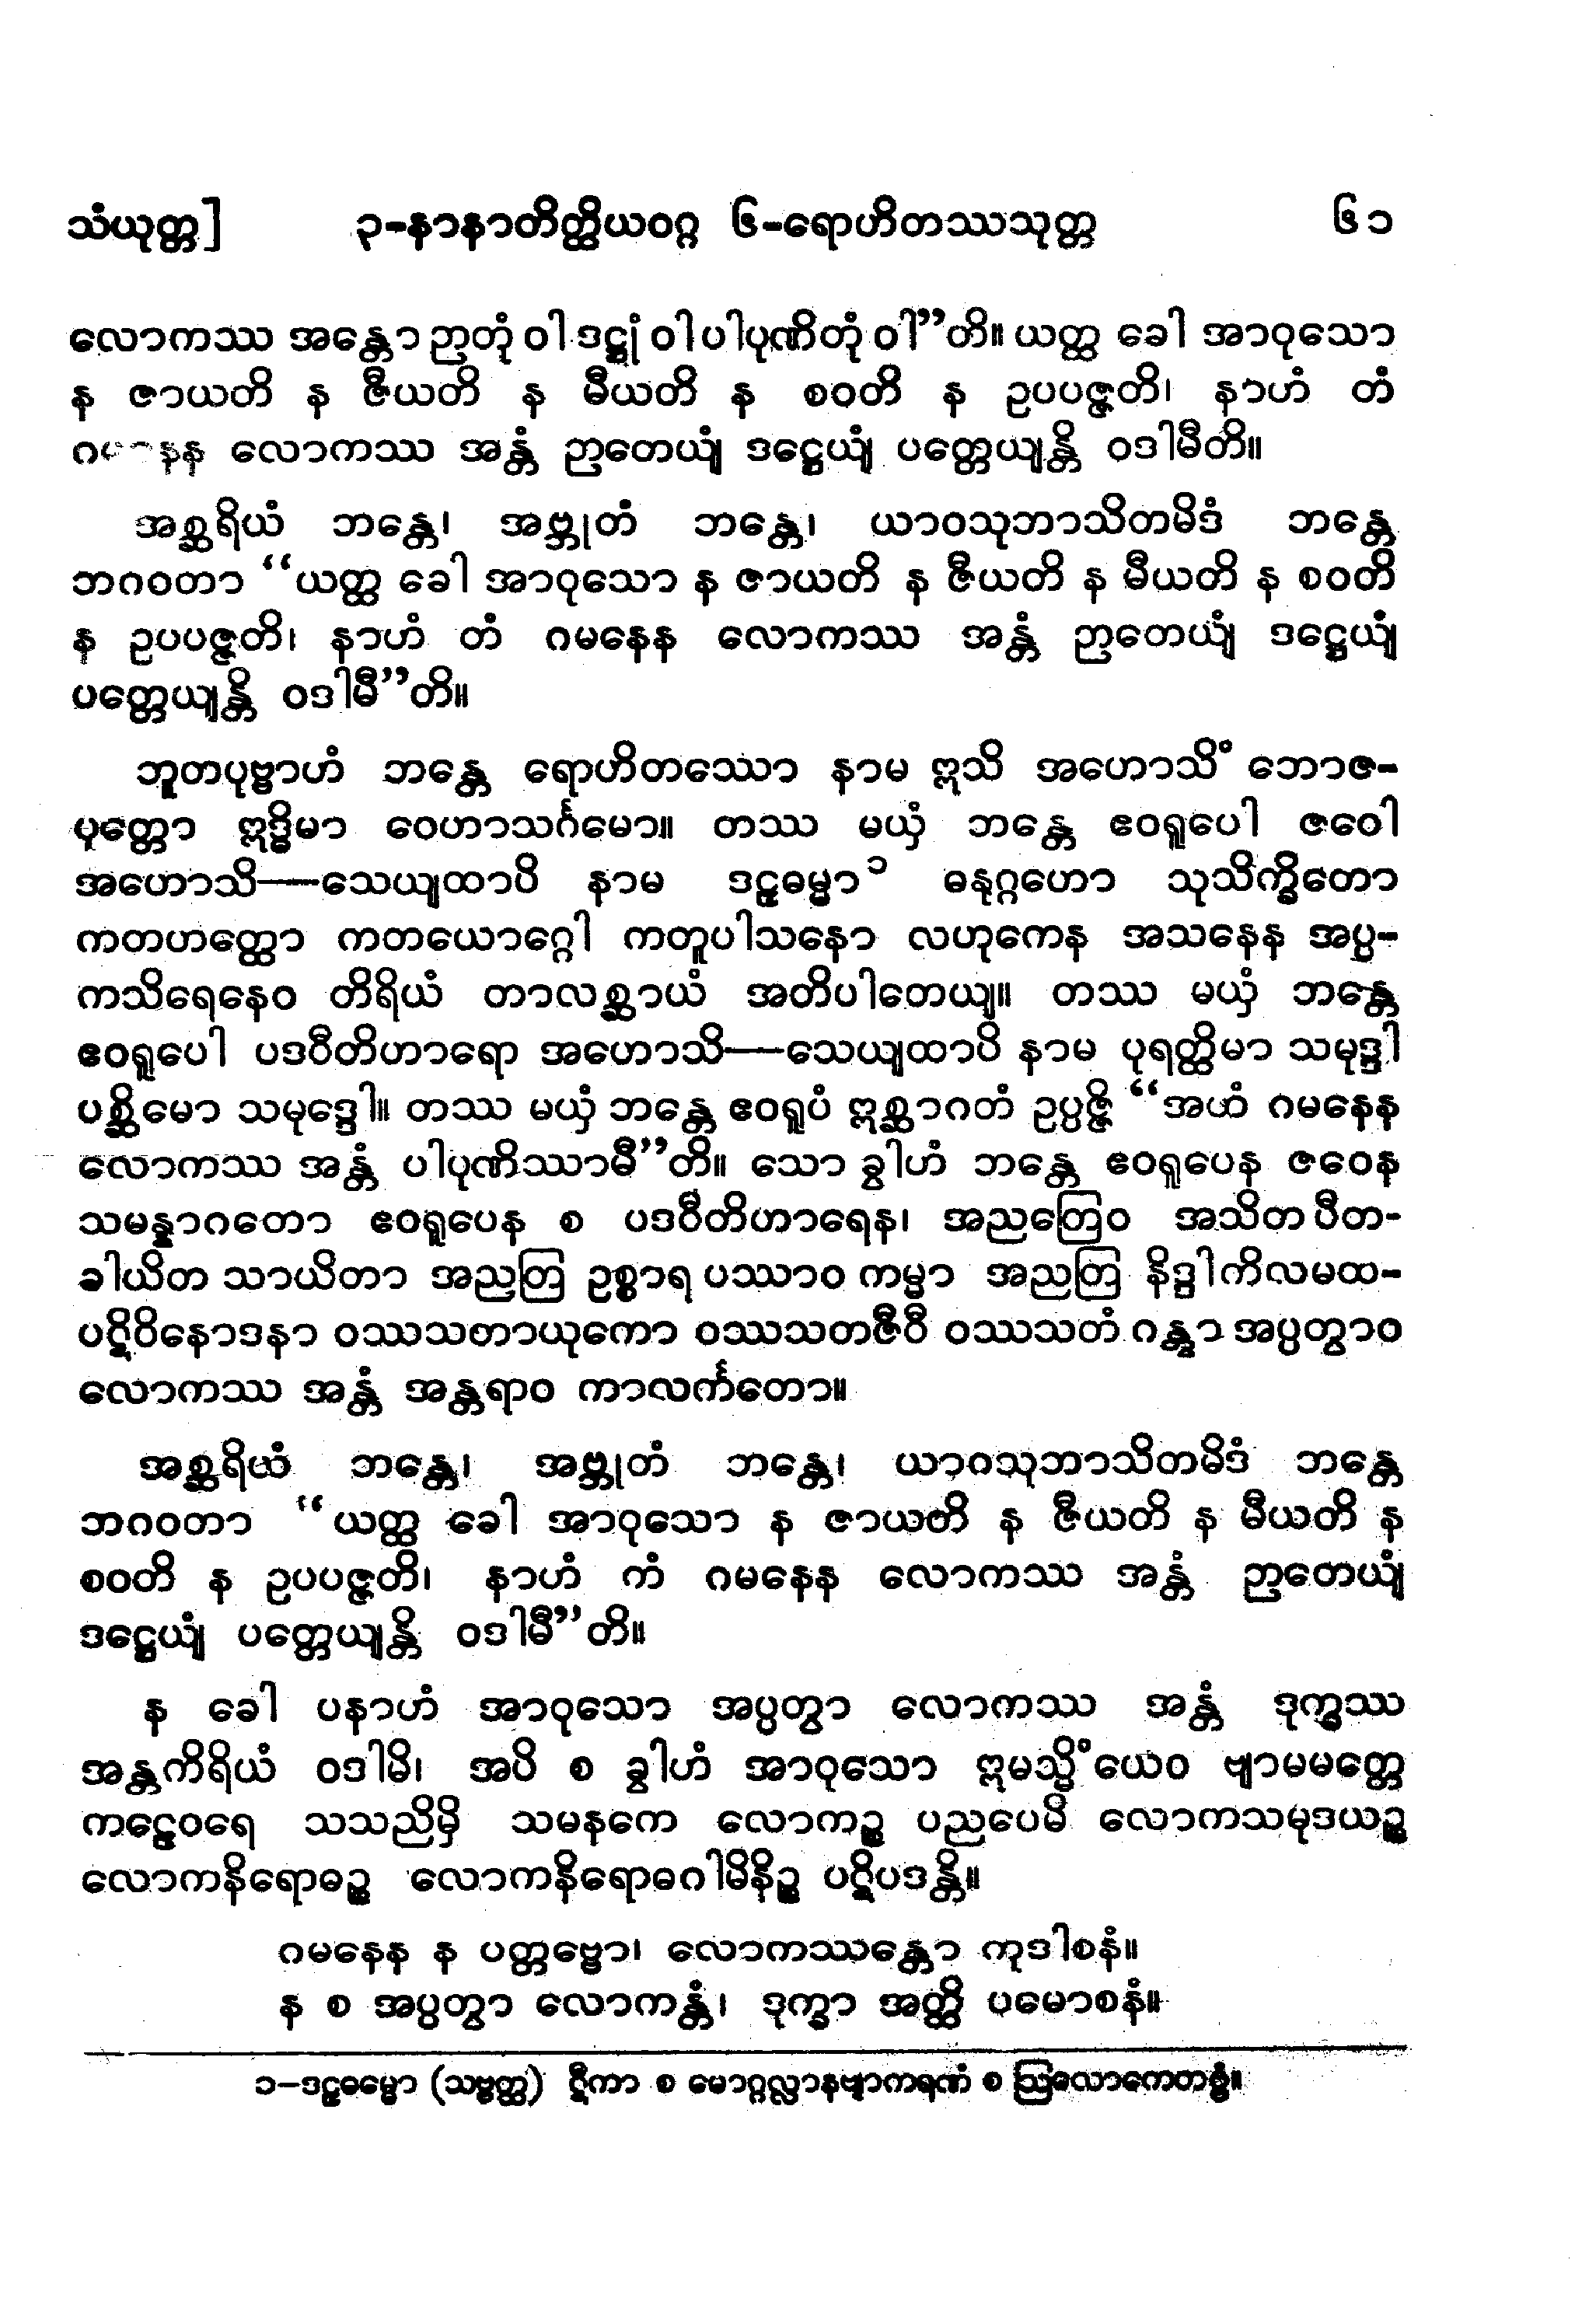 သံယုတ္တ] ၃-နာနာတိတ္ထိယဝဂ္ဂ ၆-ရောဟိတဿသုတ္တ ၆၁
လောကဿ အန္တော ဉာတုံ ဝါ ဒဋ္ဌုံ ဝါ ပါပုဏိတုံ ဝါ”တိ။ ယတ္ထ ခေါ အာဝုသော
န ဇာယတိ န ဇီယတိ န မီယတိ န စဝတိ န ဥပပဇ္ဇတိ၊ နာဟံ တံ
လောကဿ အန္တံ ဉာတေယျံ ဒဋ္ဌေယျံ ပတ္တေယျန္တိ ဝဒါမီတိ။
အစ္ဆရိယံ ဘန္တေ၊ အဗ္ဘုတံ ဘန္တေ၊ ယာဝသုဘာသိတမိဒံ ဘန္တေ
ဘဂဝတာ “ယတ္ထ ခေါ အာဝုသော န ဇာယတိ န ဇီယတိ န မီယတိ န စဝတိ
န ဥပပဇ္ဇတိ၊ နာဟံ တံ ဂမနေန လောကဿ အန္တံ ဉာတေယျံ ဒဋ္ဌေယျံ
ပတ္တေယျန္တိ ဝဒါမီ”တိ။
ဘူတပုဗ္ဗာဟံ ဘန္တေ ရောဟိတဿော နာမ ဣသိ အဟောသိံ ဘောဇ-
ပုတ္တော ဣဒ္ဓိမာ ဝေဟာသင်္ဂမော။ တဿ မယှံ ဘန္တေ ဧဝရူပေါ ဇဝေါ
အဟောသိ—သေယျထာပိ နာမ ဒဠှဓမ္မာ၁ ဓနုဂ္ဂဟော သုသိက္ခိတော
ကတဟတ္ထော ကတယောဂ္ဂေါ ကတူပါသနော လဟုကေန အသနေန အပ္ပ-
ကသိရေနေဝ တိရိယံ တာလစ္ဆာယံ အတိပါတေယျ။ တဿ မယှံ ဘန္တေ
ဧဝရူပေါ ပဒဝီတိဟာရော အဟောသိ—သေယျထာပိ နာမ ပုရတ္ထိမာ သမုဒ္ဒါ
ပစ္ဆိမော သမုဒ္ဒေါ။ တဿ မယှံ ဘန္တေ ဧဝရူပံ ဣစ္ဆာဂတံ ဥပ္ပဇ္ဇိ “အဟံ ဂမနေန
လောကဿ အန္တံ ပါပုဏိဿာမီ”တိ။ သော ခွါဟံ ဘန္တေ ဧဝရူပေန ဇဝေန
သမန္နာဂတော ဧဝရူပေန စ ပဒဝီတိဟာရေန၊ အညတြေဝ အသိတ ပီတ-
ခါယိတ သာယိတာ အညတြ ဥစ္စာရ ပဿာဝ ကမ္မာ အညတြ နိဒ္ဒါကိလမထ-
ပဋိဝိနောဒနာ ဝဿသတာယုကော ဝဿသတဇီဝီ ဝဿသတံ ဂန္တွာ အပ္ပတွာဝ
လောကဿ အန္တံ အန္တရာဝ ကာလင်္ကတော။
အစ္ဆရိယံ ဘန္တေ၊ အဗ္ဘုတံ ဘန္တေ၊ ယာဝသုဘာသိတမိဒံ ဘန္တေ
ဘဂဝတာ “ယတ္ထ ခေါ အာဝုသော န ဇာယတိ န ဇီယတိ န မီယတိ န
စဝတိ န ဥပပဇ္ဇတိ၊ နာဟံ ကံ ဂမနေန လောကဿ အန္တံ ဉာတေယျံ
ဒဋ္ဌေယျံ ပတ္တေယျန္တိ ဝဒါမီ”တိ။
န ခေါ ပနာဟံ အာဝုသော အပ္ပတွာ လောကဿ အန္တံ ဒုက္ခဿ
အန္တကိရိယံ ဝဒါမိ၊ အပိ စ ခွါဟံ အာဝုသော ဣမသ္မိံယေဝ ဗျာမမတ္တေ
ကဠေဝရေ သသညိမှိ သမနကေ လောကဉ္စ ပညပေမိ လောကသမုဒယဉ္စ
လောကနိရောဓဉ္စ လောကနိရောဓဂါမိနိဉ္စ ပဋိပဒန္တိ။
ဂမနေန န ပတ္တဗ္ဗော၊ လောကဿန္တော ကုဒါစနံ။
န စ အပ္ပတွာ လောကန္တံ၊ ဒုက္ခာ အတ္ထိ ပမောစနံ။
၁-ဒဠှဓမ္မော (သဗ္ဗတ္ထ) ဋီကာ စ မောဂ္ဂလ္လာနဗျာကရဏံ စ ဩလောကေတဗ္ဗံ။